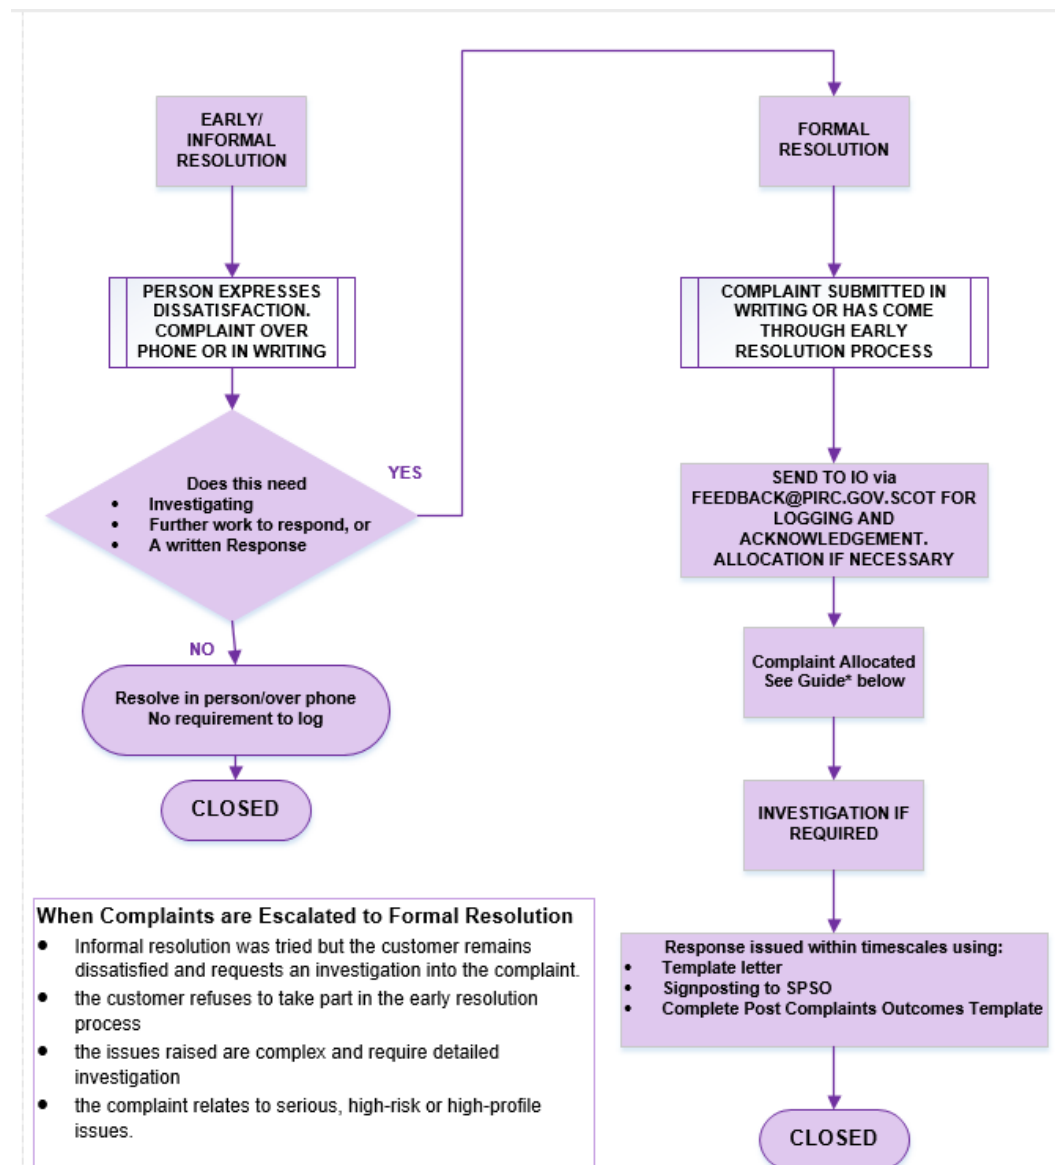 EARLY/
INFORMAL
RESOLUTION
PERSON EXPRESSES
DISSATISFACTION.
COMPLAINT OVER
PHONE OR IN WRITING
Does this need
• Investigating
• Further work to respond, or
• A written Response
YES
NO
Resolve in person/over phone
No requirement to log
CLOSED
When Complaints are Escalated to Formal Resolution
• Informal resolution was tried but the customer remains
dissatisfied and requests an investigation into the complaint.
• the customer refuses to take part in the early resolution
process
• the issues raised are complex and require detailed
investigation
• the complaint relates to serious, high-risk or high-profile
issues.
FORMAL
RESOLUTION
COMPLAINT SUBMITTED IN
WRITING OR HAS COME
THROUGH EARLY
RESOLUTION PROCESS
SEND TO IO via
FEEDBACK@PIRC.GOV.SCOT FOR
LOGGING AND
ACKNOWLEDGEMENT.
ALLOCATION IF NECESSARY
Complaint Allocated
See Guide* below
INVESTIGATION IF
REQUIRED
Response issued within timescales using:
• Template letter
• Signposting to SPSO
• Complete Post Complaints Outcomes Template
CLOSED